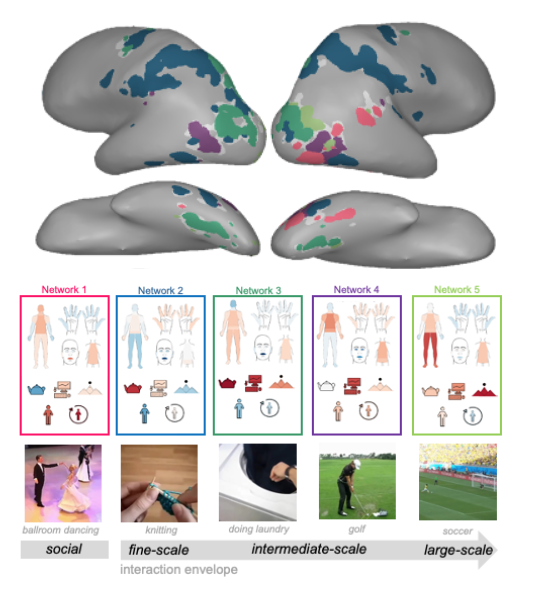 Network 1 Network 2 Network 3 Network 4 Network 5
ballroom dancing knitting doing laundry golf soccer
social fine-scale intermediate-scale large-scale
interaction envelope